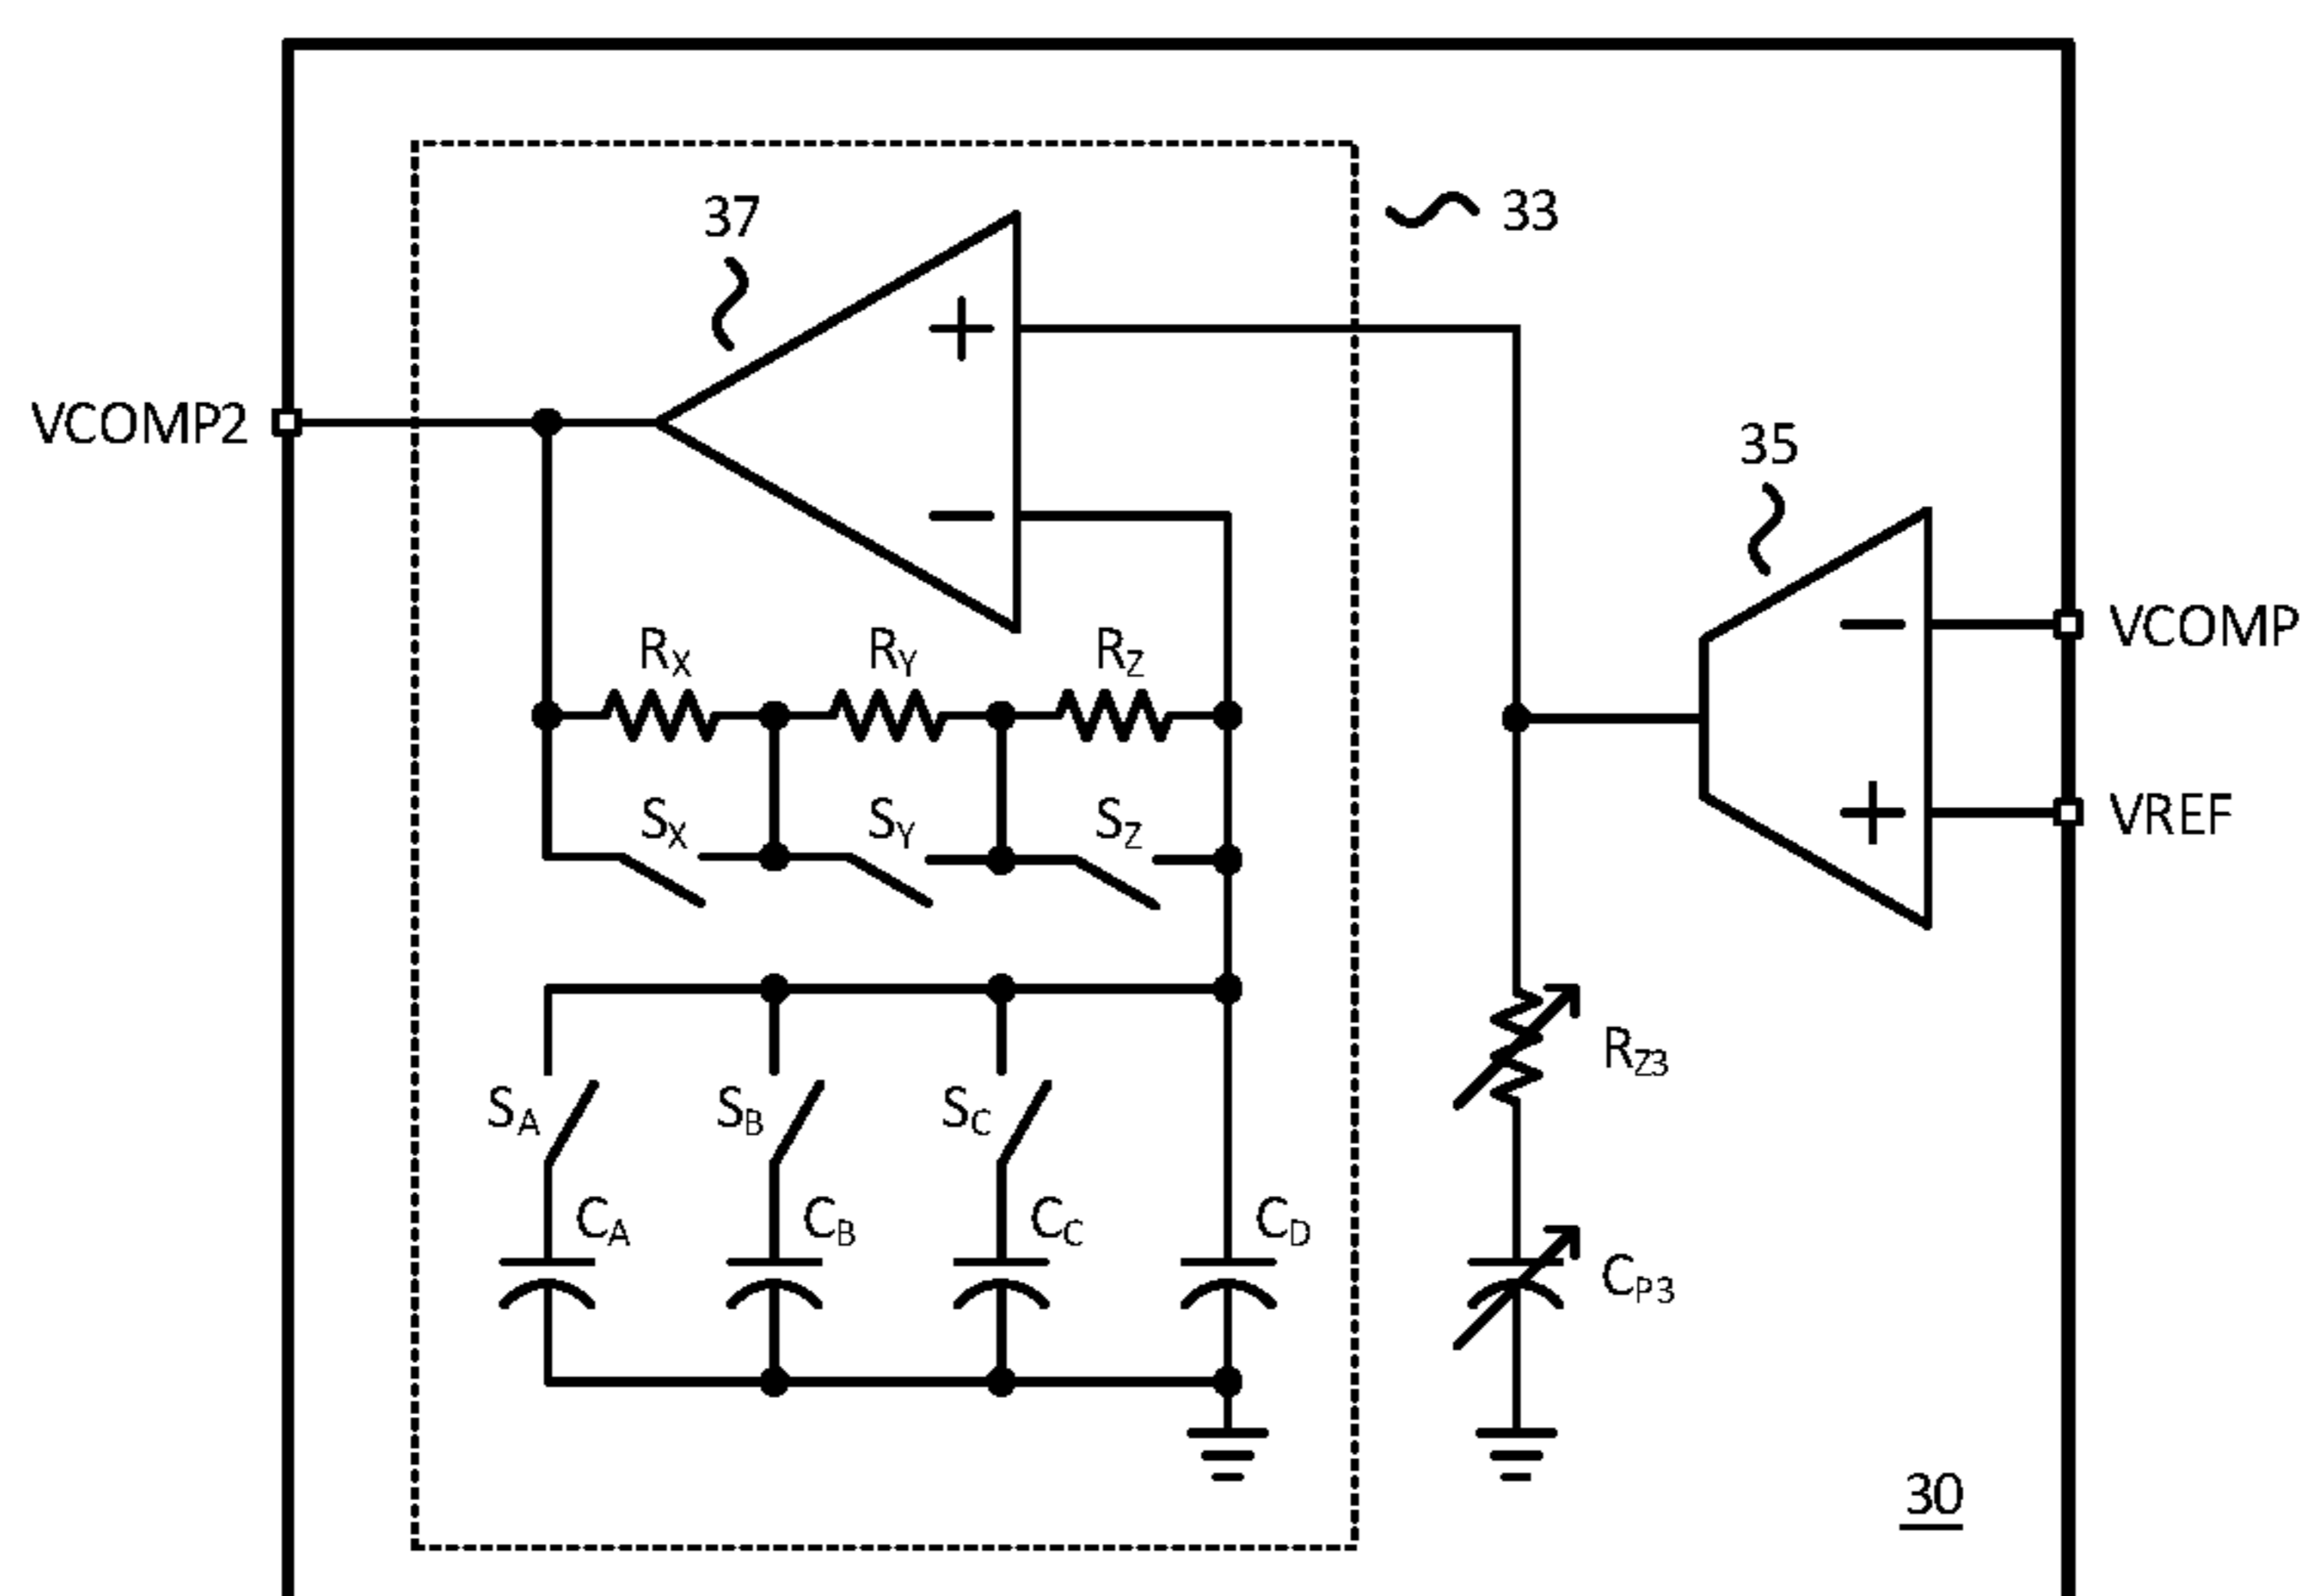 37
33
VCOMP2
35
VCOMP
VREF
RX
RY
RZ
SX
SY
SZ
SA
SB
SC
RZ3
CA
CB
CC
CD
CP3
30